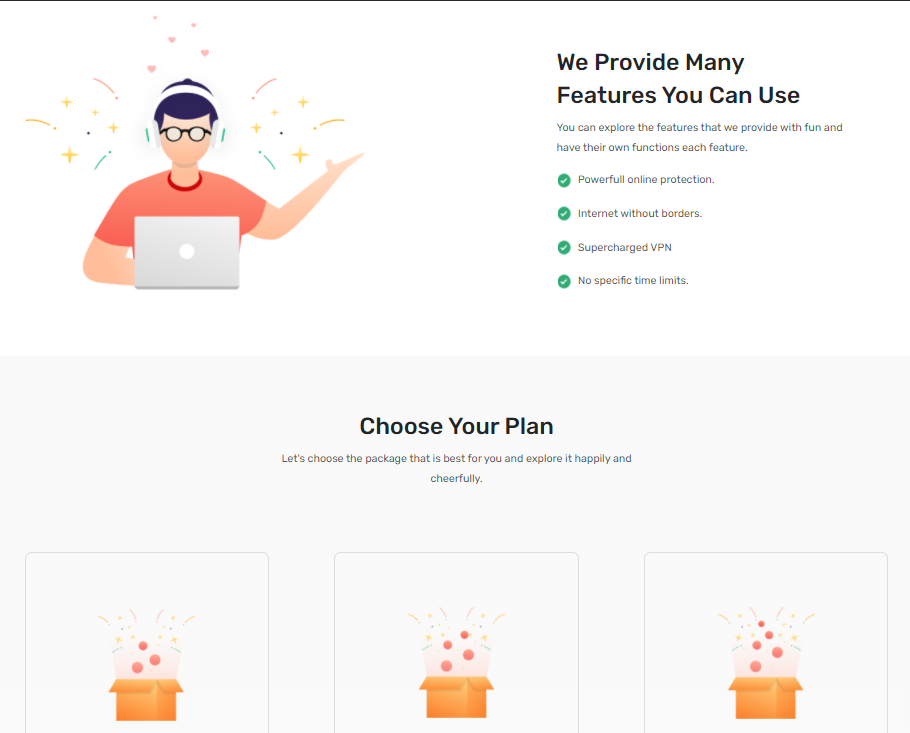 We Provide Many
Features You Can Use
You can explore the features that we provide with fun and
have their own functions each feature.
Powerfull online protection.
Internet without borders.
Supercharged VPN
No specific time limits.
Choose Your Plan
Let's choose the package that is best for you and explore it happily and
cheerfully.